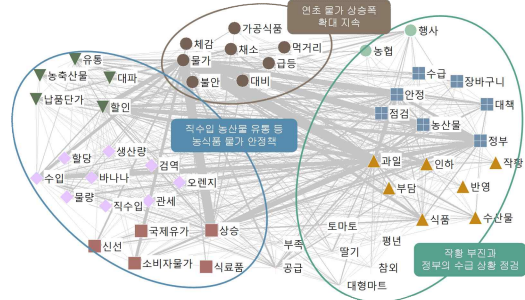 연초 물가 상승폭
확대 지속
가공식품
행사
체감
채소
먹거리
농협
유통
물가
급등
수급
장바구니
농축산물
대파
불안
대비
안정
대책
납품단가
할인
점검
농산물
직수입 농산물 유통 등
농식품 물가 안정책
정부
할당
생산량
검역
과일
인하
작황
수입
바나나
오렌지
부담
반영
물량
직수입
관세
식품
수산물
국제유가
상승
토마토
신선
부족
평년
딸기
작황 부진과
정부의 수급 상황 점검
소비자물가
식료품
공급
참외
대형마트